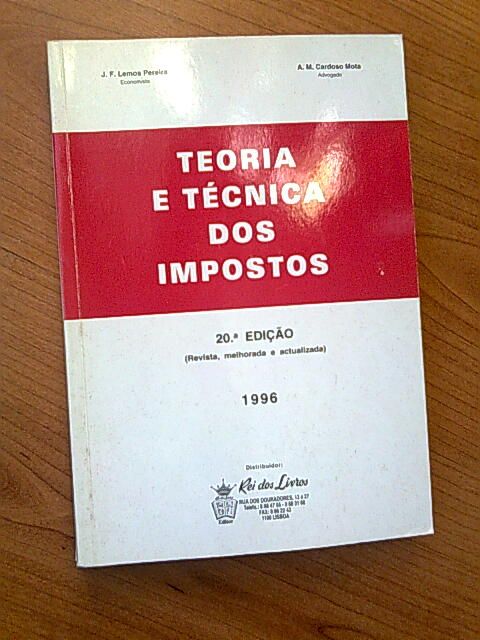 J. F. Lemos Pereira
Economista
A. M. Cardoso Mota
Advogado
TEORIA
E TÉCNICA
DOS
IMPOSTOS
20.ª EDIÇÃO
(Revista, melhorada e actualizada)
1996
Distribuidor:
Rei dos Livros
Editor
RUA DOS DOURADORES, 13 a 27
1100 LISBOA